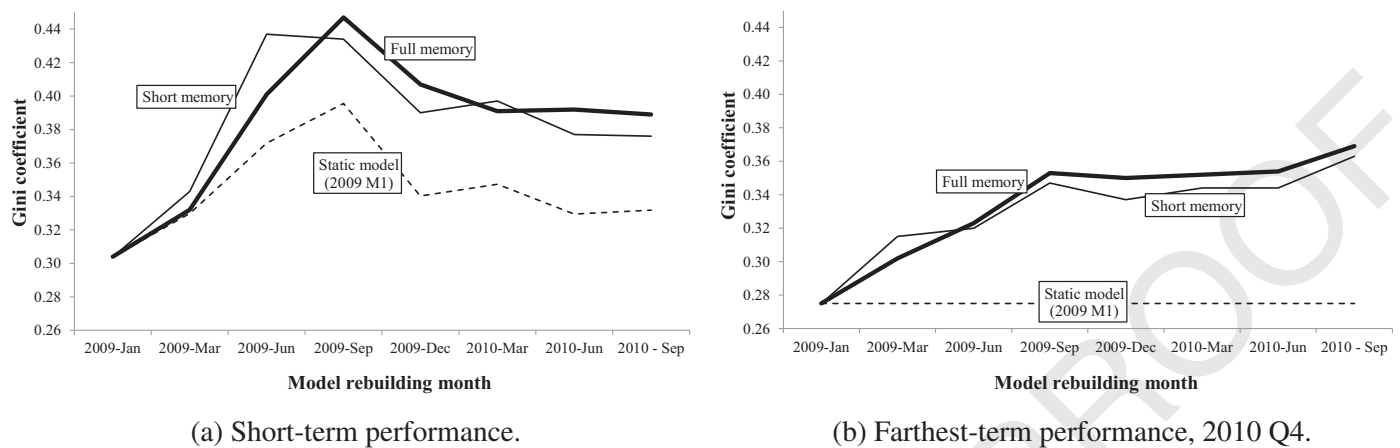 0.44
0.42
0.40
0.38
0.36
0.34
0.32
0.30
0.28
0.26
Gini coefficient
Full memory
Short memory
Static model
(2009 M1)
2009-Jan 2009-Mar 2009-Jun 2009-Sep 2009-Dec 2010-Mar 2010-Jun 2010 - Sep
Model rebuilding month
(a) Short-term performance.
0.44
0.42
0.40
0.38
0.36
0.34
0.32
0.30
0.28
0.26
Gini coefficient
Full memory
Short memory
Static model
(2009 M1)
2009-Jan 2009-Mar 2009-Jun 2009-Sep 2009-Dec 2010-Mar 2010-Jun 2010 - Sep
Model rebuilding month
(b) Farthest-term performance, 2010 Q4.
PROOF